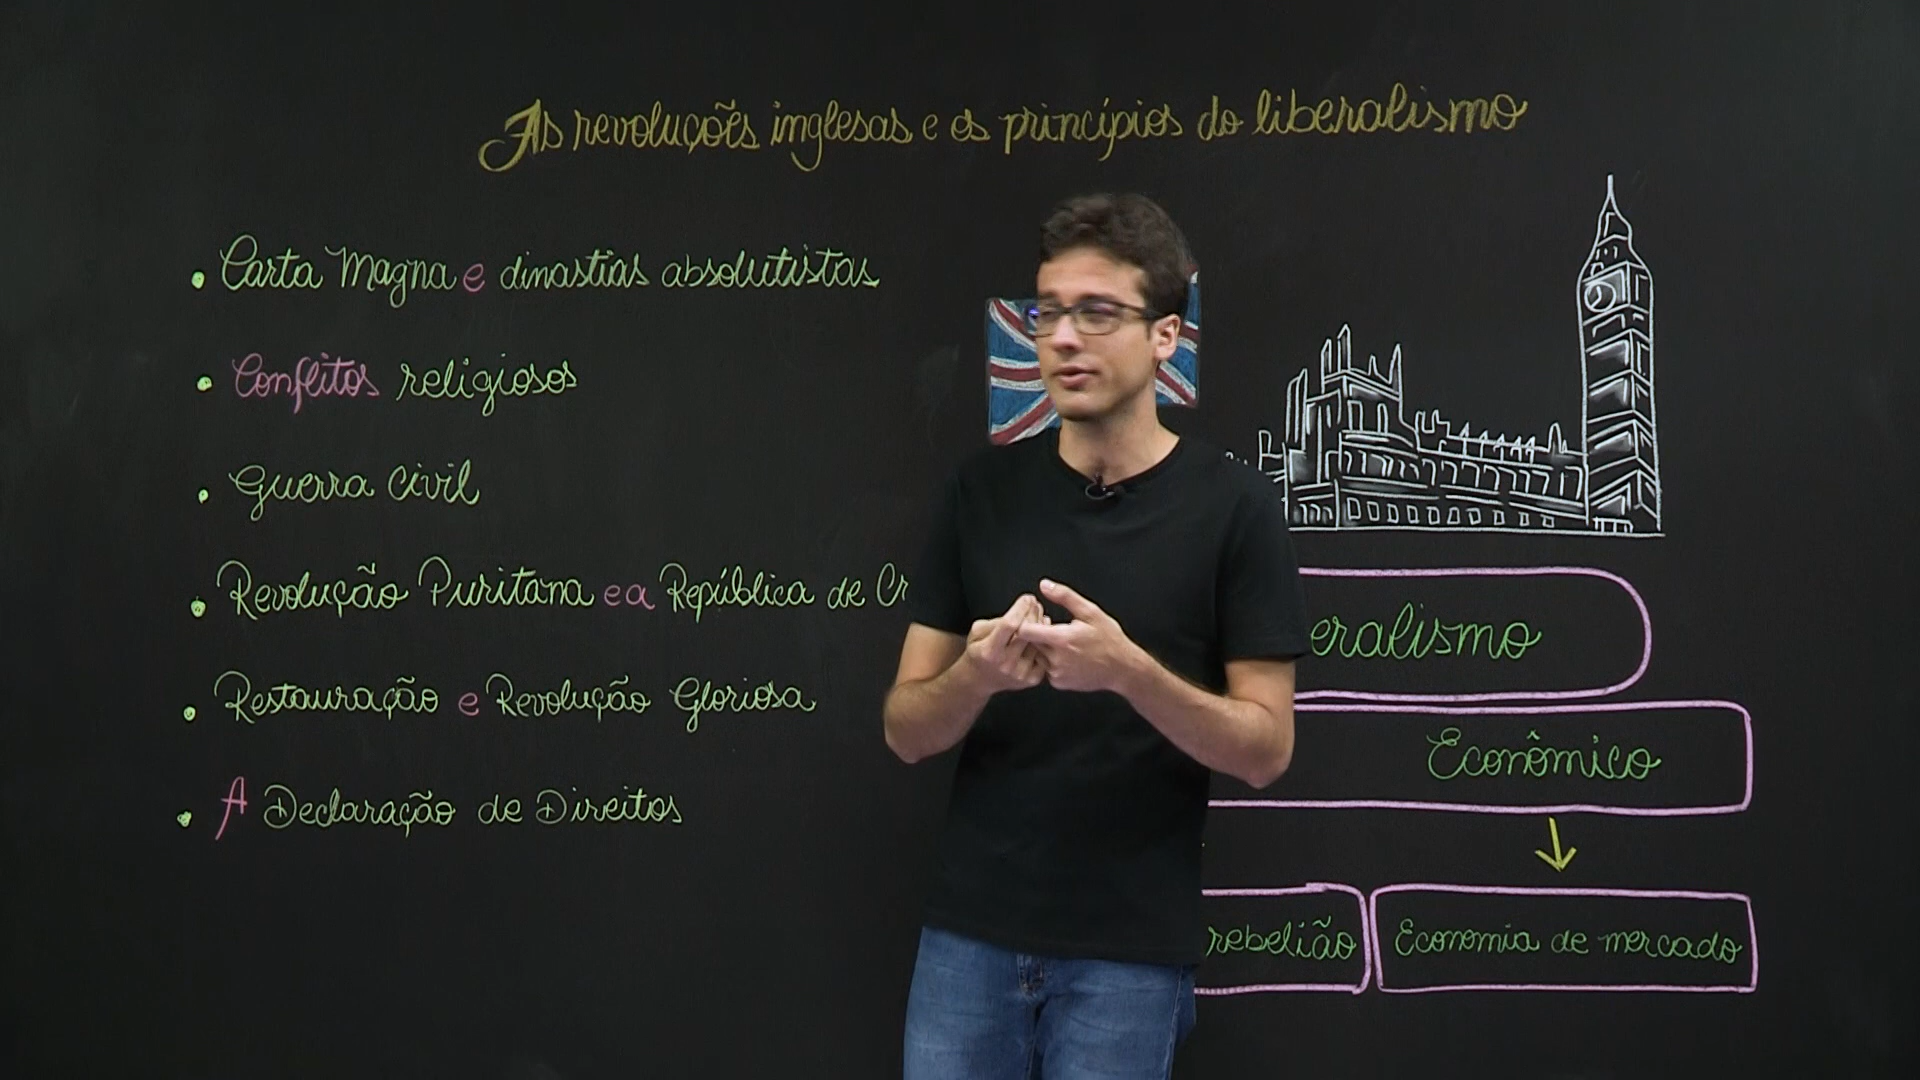 As revoluções inglesas e os princípios do liberalismo
Carta Magna e dinastias absolutistas
Conflitos religiosos
Guerra civil
Revolução Puritana e a República de Cr
Restauração e Revolução Gloriosa
A Declaração de Direitos
eralismo
Econômico
rebelião
Economia de mercado